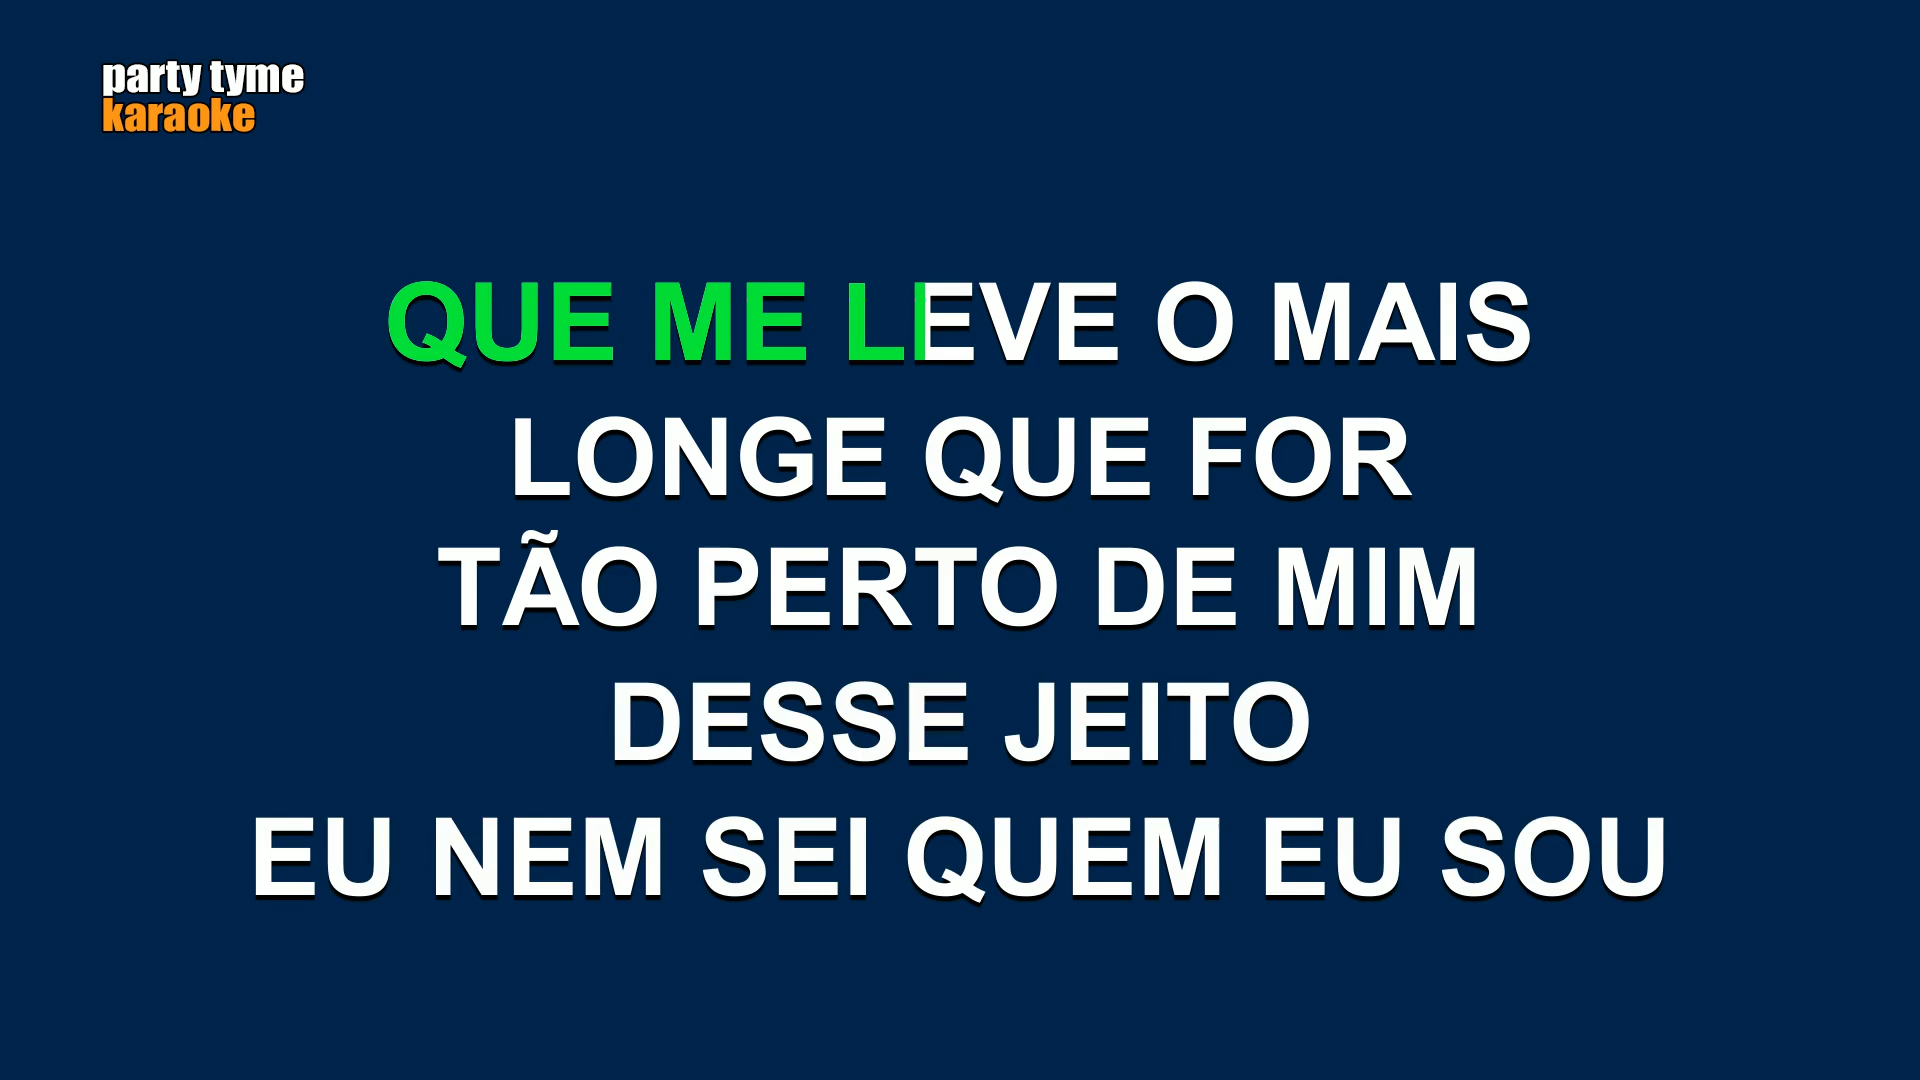 party tyme
karaoke
QUE ME LEVE O MAIS
LONGE QUE FOR
TÃO PERTO DE MIM
DESSE JEITO
EU NEM SEI QUEM EU SOU